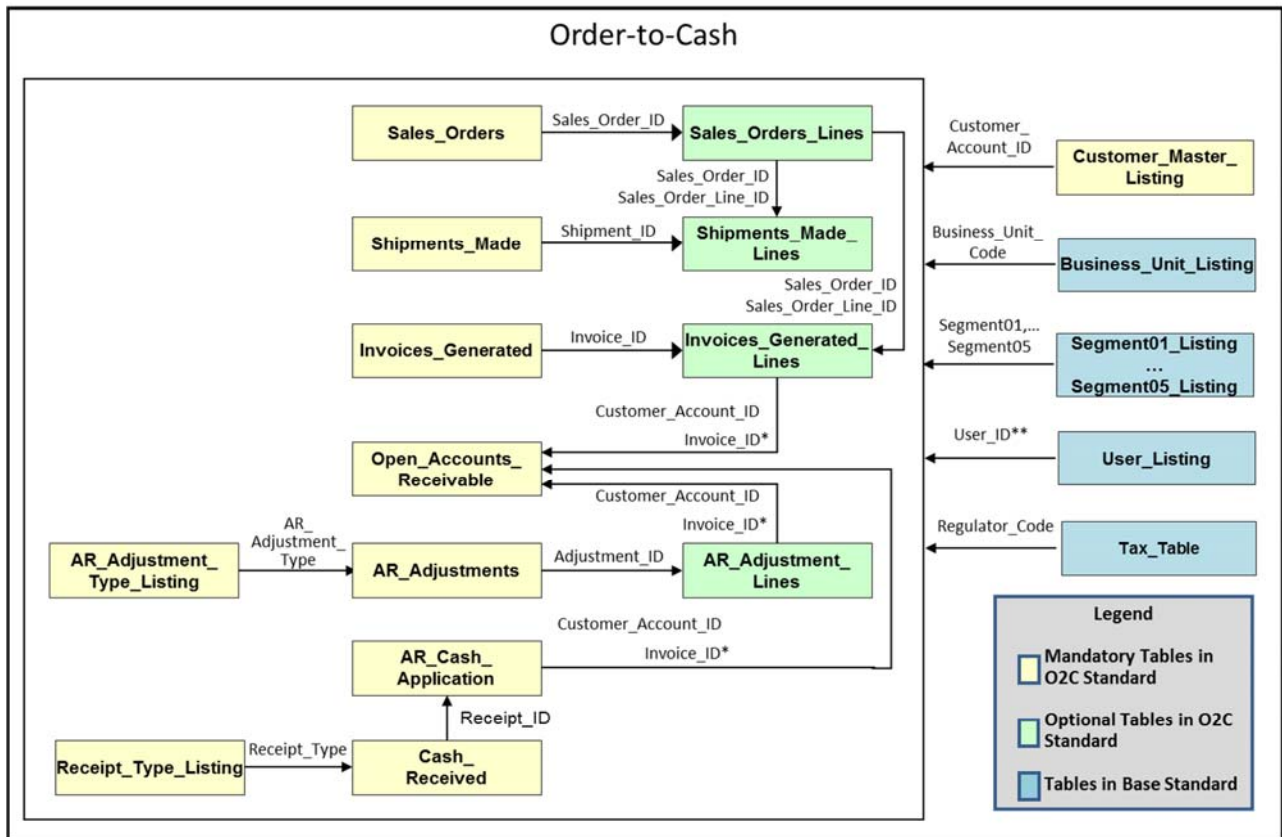 Order-to-Cash
Sales_Orders
Sales_Order_ID
Sales_Orders_Lines
Customer_
Account_ID
Customer_Master_
Listing
Sales_Order_ID
Sales_Order_Line_ID
Shipments_Made
Shipment_ID
Shipments_Made_
Lines
Business_Unit_
Code
Business_Unit_Listing
Sales_Order_ID
Sales_Order_Line_ID
Invoices_Generated
Invoice_ID
Invoices_Generated_
Lines
Segment01,...
Segment05
Segment01_Listing
...
Segment05_Listing
Customer_Account_ID
Invoice_ID*
Open_Accounts_
Receivable
User_ID**
User_Listing
Customer_Account_ID
Invoice_ID*
AR_Adjustment_
Type_Listing
AR_
Adjustment_
Type
AR_Adjustments
Adjustment_ID
AR_Adjustment_
Lines
Regulator_Code
Tax_Table
Customer_Account_ID
Invoice_ID*
AR_Cash_
Application
Receipt_ID
Receipt_Type_Listing
Receipt_Type
Cash_
Received
Legend
Mandatory Tables in
O2C Standard
Optional Tables in O2C
Standard
Tables in Base Standard